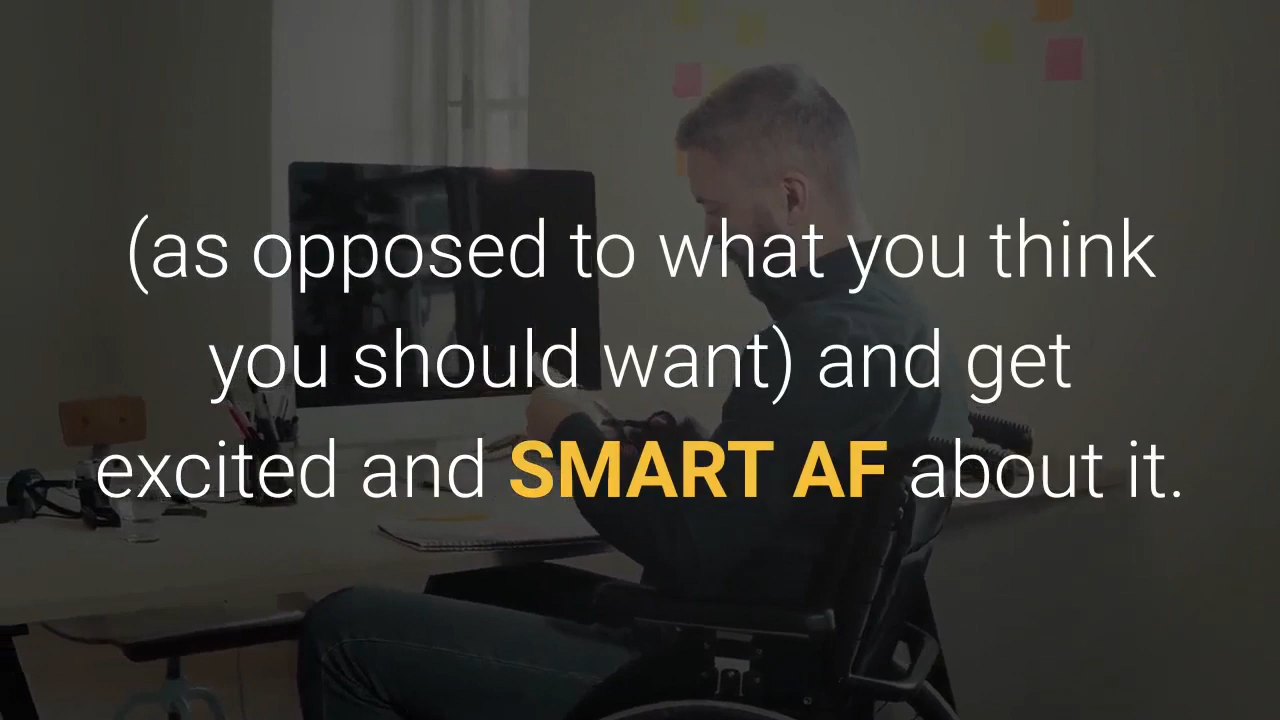 (as opposed to what you think
you should want) and get
excited and SMART AF about it.